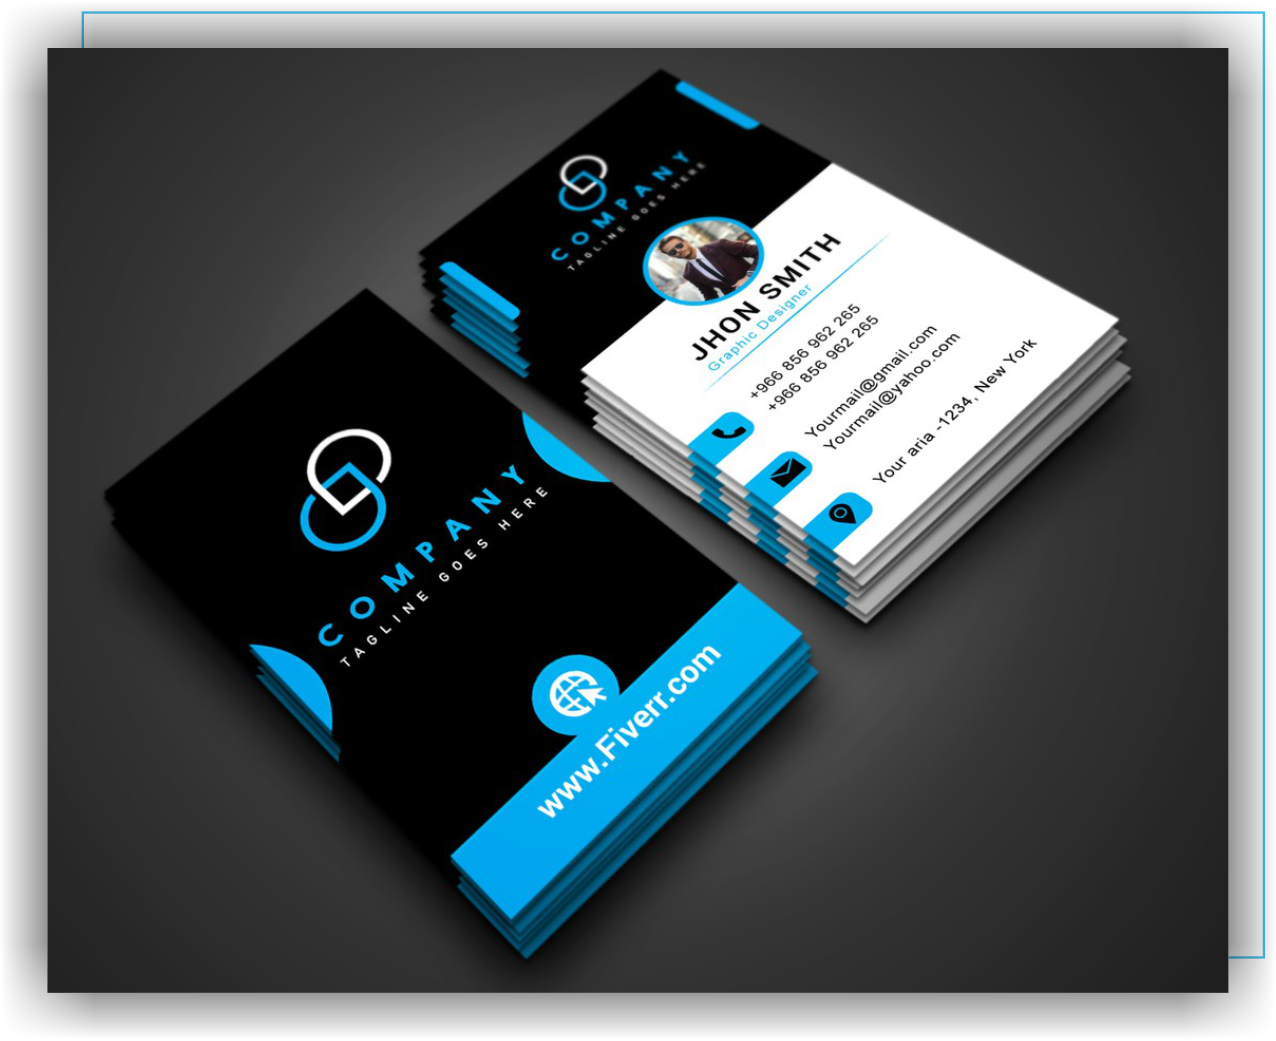 COMPANY
TAGLINE GOES HERE
JHON SMITH
Graphic Designer
+966 856 962 265
+966 856 962 265
Yourmail@gmail.com
Yourmail@yahoo.com
Your aria -1234, New York
COMPANY
TAGLINE GOES HERE
www.Fiverr.com